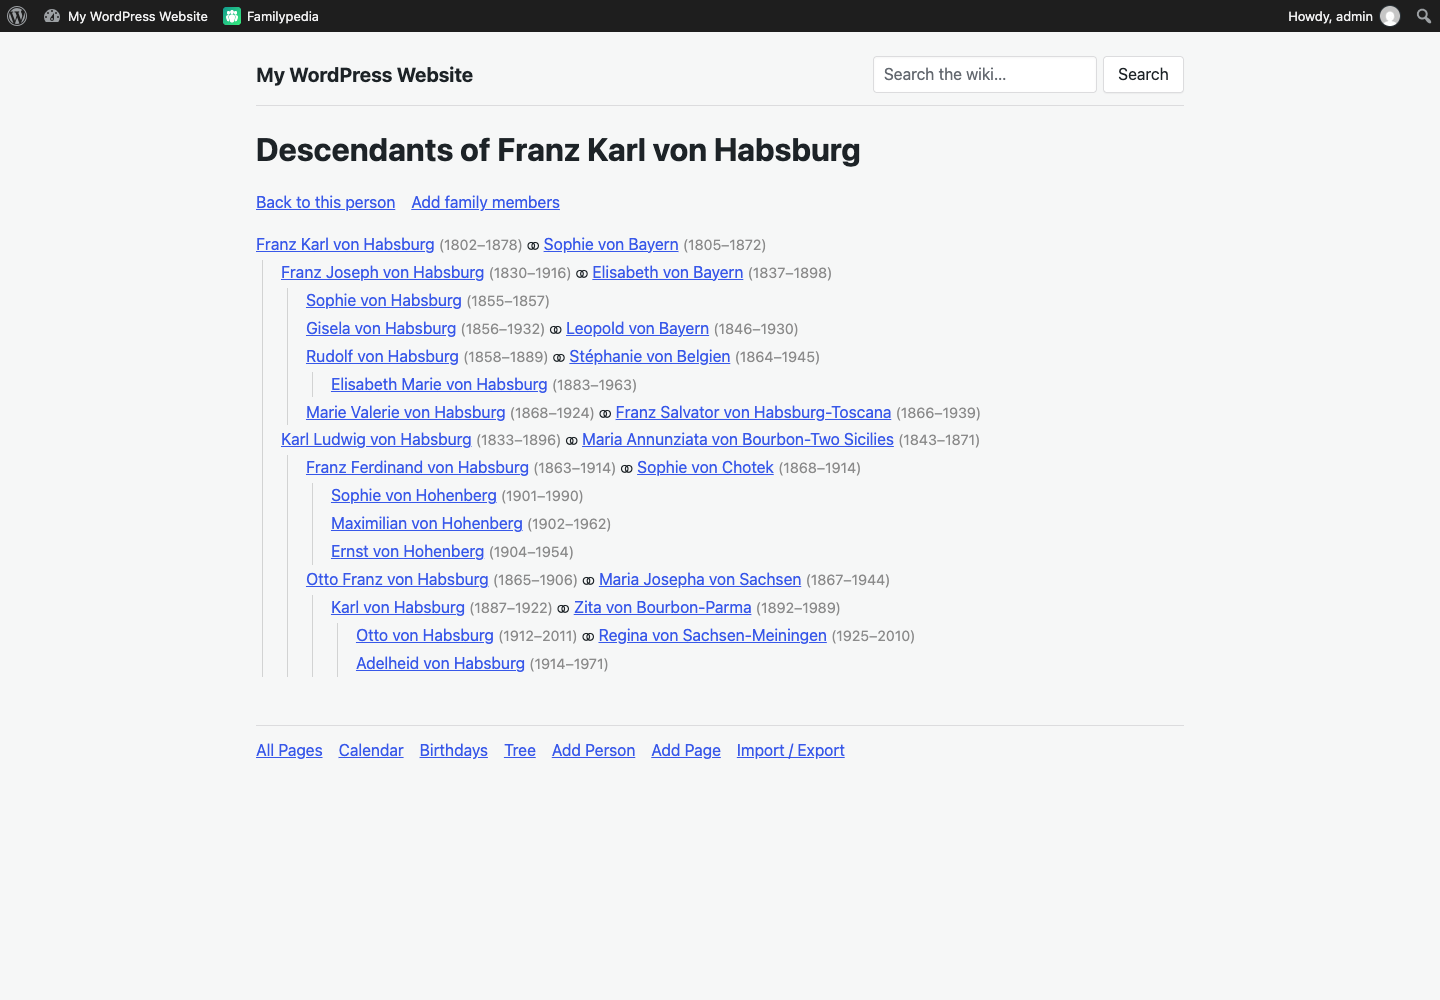 My WordPress Website Familypedia Howdy, admin
My WordPress Website Search the wiki... Search
Descendants of Franz Karl von Habsburg
Back to this person Add family members
Franz Karl von Habsburg (1802–1878) ⚭ Sophie von Bayern (1805–1872)
Franz Joseph von Habsburg (1830–1916) ⚭ Elisabeth von Bayern (1837–1898)
Sophie von Habsburg (1855–1857)
Gisela von Habsburg (1856–1932) ⚭ Leopold von Bayern (1846–1930)
Rudolf von Habsburg (1858–1889) ⚭ Stéphanie von Belgien (1864–1945)
Elisabeth Marie von Habsburg (1883–1963)
Marie Valerie von Habsburg (1868–1924) ⚭ Franz Salvator von Habsburg-Toscana (1866–1939)
Karl Ludwig von Habsburg (1833–1896) ⚭ Maria Annunziata von Bourbon-Two Sicilies (1843–1871)
Franz Ferdinand von Habsburg (1863–1914) ⚭ Sophie von Chotek (1868–1914)
Sophie von Hohenberg (1901–1990)
Maximilian von Hohenberg (1902–1962)
Ernst von Hohenberg (1904–1954)
Otto Franz von Habsburg (1865–1906) ⚭ Maria Josepha von Sachsen (1867–1944)
Karl von Habsburg (1887–1922) ⚭ Zita von Bourbon-Parma (1892–1989)
Otto von Habsburg (1912–2011) ⚭ Regina von Sachsen-Meiningen (1925–2010)
Adelheid von Habsburg (1914–1971)
All Pages Calendar Birthdays Tree Add Person Add Page Import / Export